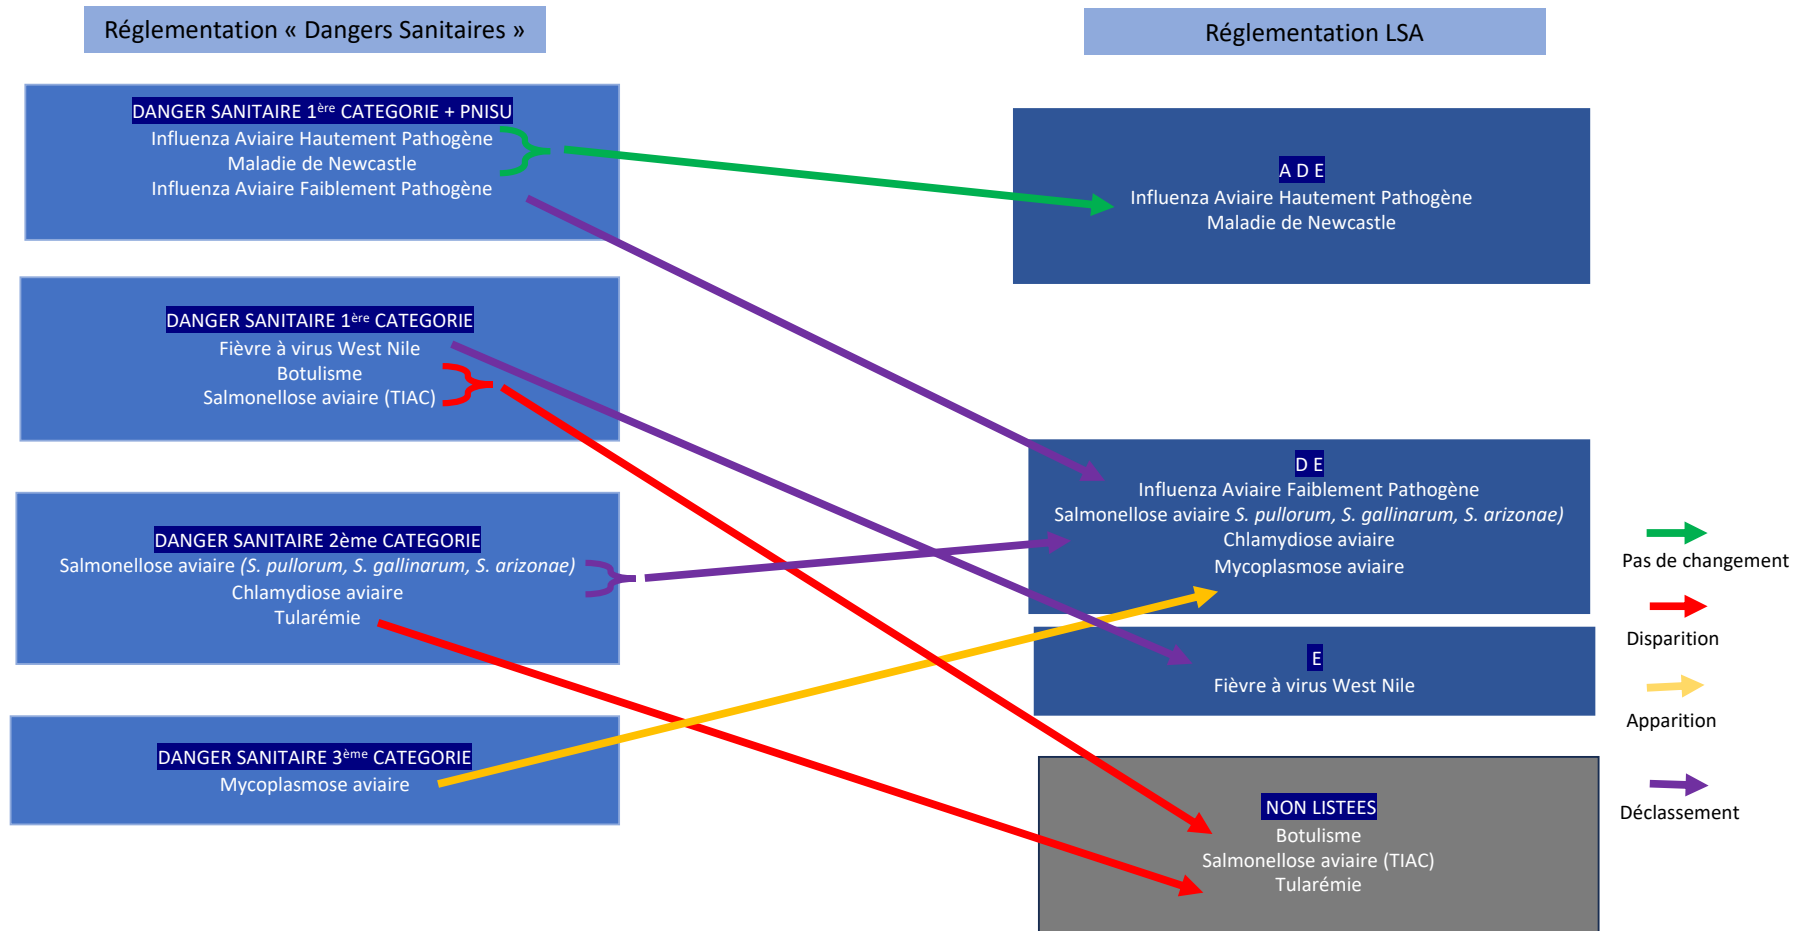 Réglementation « Dangers Sanitaires »
DANGER SANITAIRE 1ère CATEGORIE + PNISU
Influenza Aviaire Hautement Pathogène
Maladie de Newcastle
Influenza Aviaire Faiblement Pathogène
DANGER SANITAIRE 1ère CATEGORIE
Fièvre à virus West Nile
Botulisme
Salmonellose aviaire (TIAC)
DANGER SANITAIRE 2ème CATEGORIE
Salmonellose aviaire (S. pullorum, S. gallinarum, S. arizonae)
Chlamydiose aviaire
Tularémie
DANGER SANITAIRE 3ème CATEGORIE
Mycoplasmose aviaire
Réglementation LSA
A D E
Influenza Aviaire Hautement Pathogène
Maladie de Newcastle
D E
Influenza Aviaire Faiblement Pathogène
Salmonellose aviaire S. pullorum, S. gallinarum, S. arizonae)
Chlamydiose aviaire
Mycoplasmose aviaire
E
Fièvre à virus West Nile
NON LISTEES
Botulisme
Salmonellose aviaire (TIAC)
Tularémie
Pas de changement
Disparition
Apparition
Déclassement